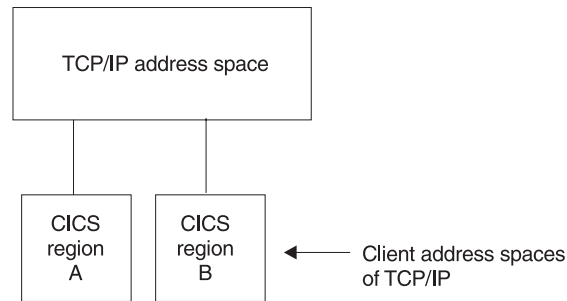 TCP/IP address space
CICS
region
A
CICS
region
B
Client address spaces
of TCP/IP